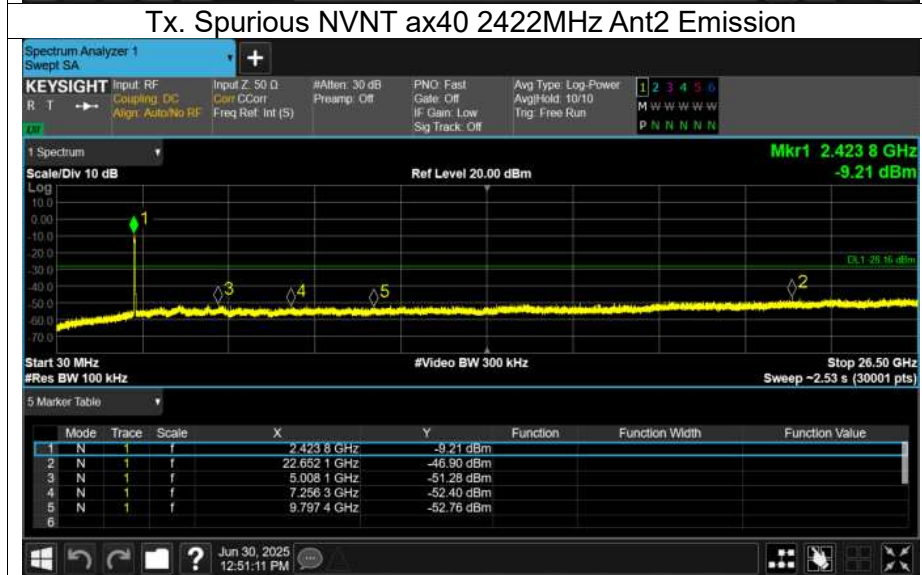 Tx. Spurious NVNT ax40 2422MHz Ant2 Emission
Spectrum Analyzer 1
Swept SA
+
KEYSIGHT Input: RF Input Z: 50 Ω #Atten: 30 dB PNO: Fast Avg Type: Log-Power 1 2 3 4 5 6
R T Coupling: DC Corr CCorr Preamp: Off Gate: Off Avg|Hold: 10/10 M W W W W W
Align: Auto/No RF Freq Ref: Int (S) IF Gain: Low Trig: Free Run
Sig Track: Off P N N N N N
1 Spectrum Mkr1 2.423 8 GHz
Scale/Div 10 dB Ref Level 20.00 dBm -9.21 dBm
Log
10.0
0.00
-10.0
-20.0
-30.0
-40.0
-50.0
-60.0
-70.0
1
DL1 -28.16 dBm
3 4 5 2
Start 30 MHz #Video BW 300 kHz Stop 26.50 GHz
#Res BW 100 kHz Sweep ~2.53 s (30001 pts)
5 Marker Table
Mode Trace Scale X Y Function Function Width Function Value
1 N 1 f 2.423 8 GHz -9.21 dBm
2 N 1 f 22.652 1 GHz -46.90 dBm
3 N 1 f 5.008 1 GHz -51.28 dBm
4 N 1 f 7.256 3 GHz -52.40 dBm
5 N 1 f 9.797 4 GHz -52.76 dBm
6
? Jun 30, 2025
12:51:11 PM